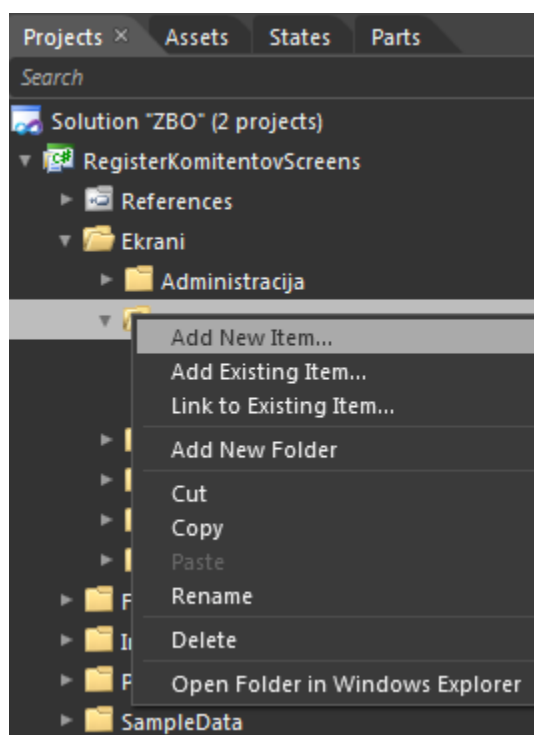 Projects × Assets States Parts
Search
Solution "ZBO" (2 projects)
RegisterKomitentovScreens
References
Ekrani
Administracija
Add New Item...
Add Existing Item...
Link to Existing Item...
Add New Folder
Cut
Copy
Paste
Rename
Delete
Open Folder in Windows Explorer
SampleData